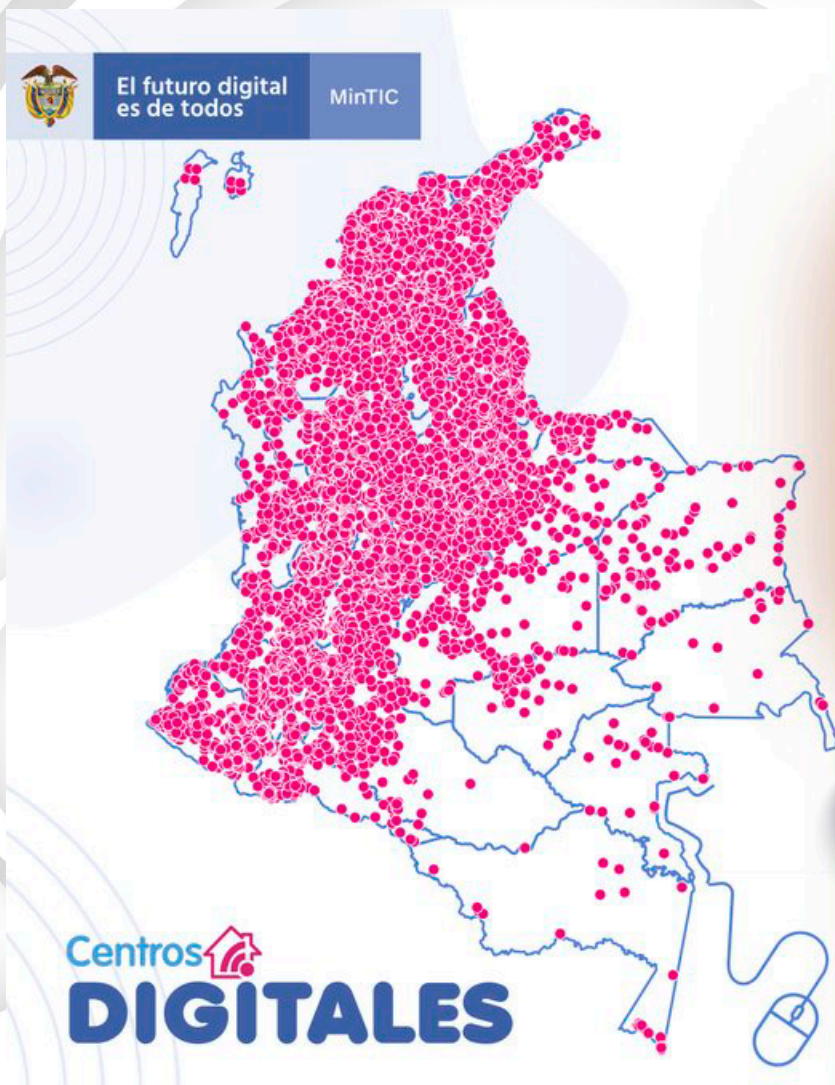 El futuro digital
es de todos
MinTIC
Centros
DIGITALES